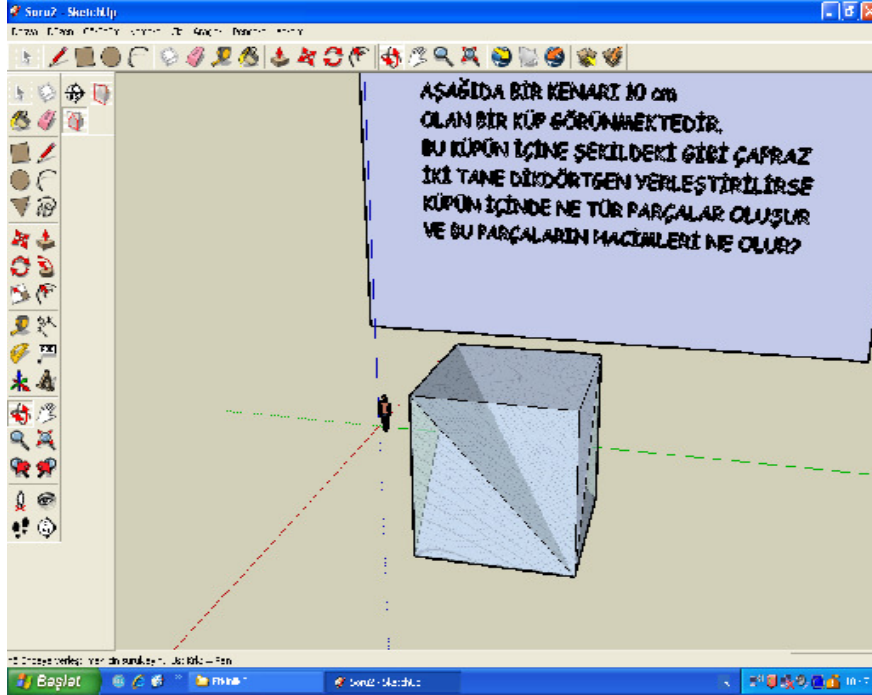 Soru2 - SketchUp
AŞAĞIDA BİR KENARI 10 cm
OLAN BİR KÜP GÖRÜNMEKTEDİR.
BU KÜPÜN İÇİNE ŞEKİLDEKİ GİBİ ÇAPRAZ
İKİ TANE DİKDÖRTGEN YERLEŞTİRİLİRSE
KÜPÜN İÇİNDE NE TÜR PARÇALAR OLUŞUR
VE BU PARÇALARIN HACİMLERİ NE OLUR?
Başlat
Soru2 - SketchUp